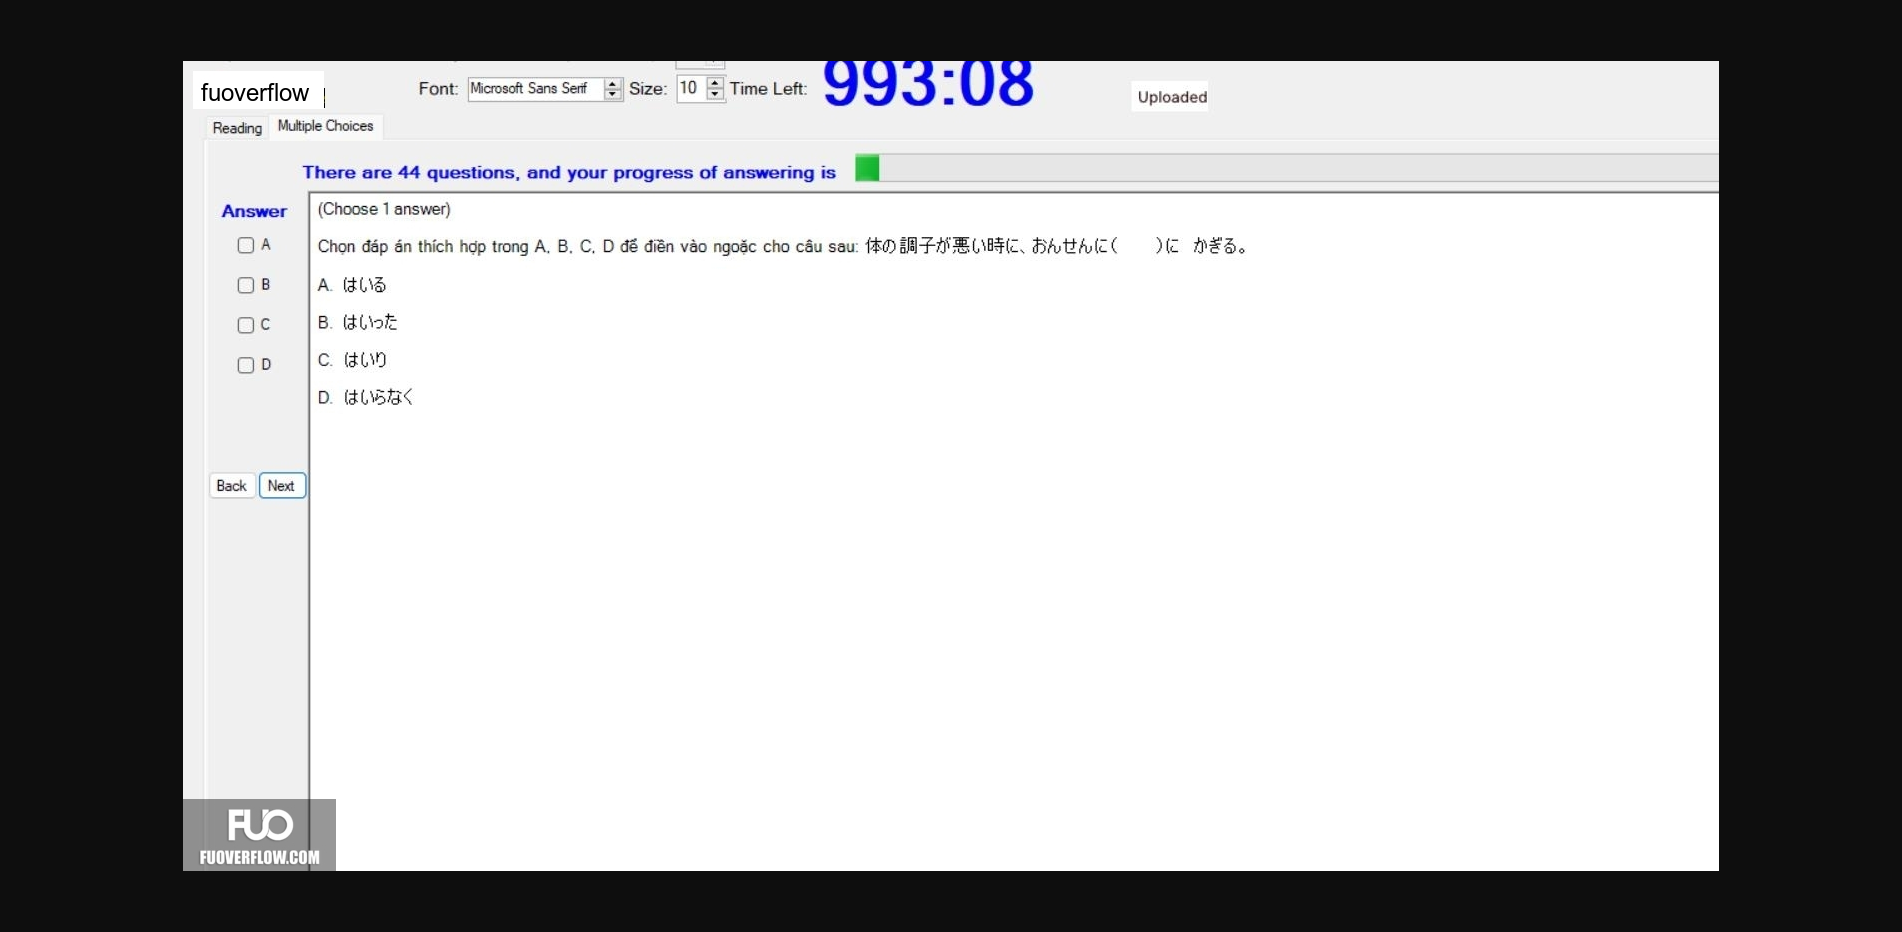 fuoverflow
Font: Microsoft Sans Serif Size: 10 Time Left: 993:08
Uploaded
Reading Multiple Choices
There are 44 questions, and your progress of answering is
Answer
(Choose 1 answer)
A
Chọn đáp án thích hợp trong A, B, C, D để điền vào ngoặc cho câu sau: 体の調子が悪い時に、おんせんに(　　)に かぎる。
B
A. はいる
C
B. はいった
D
C. はいり
D. はいらなく
Back Next
FUO
FUOVERFLOW.COM